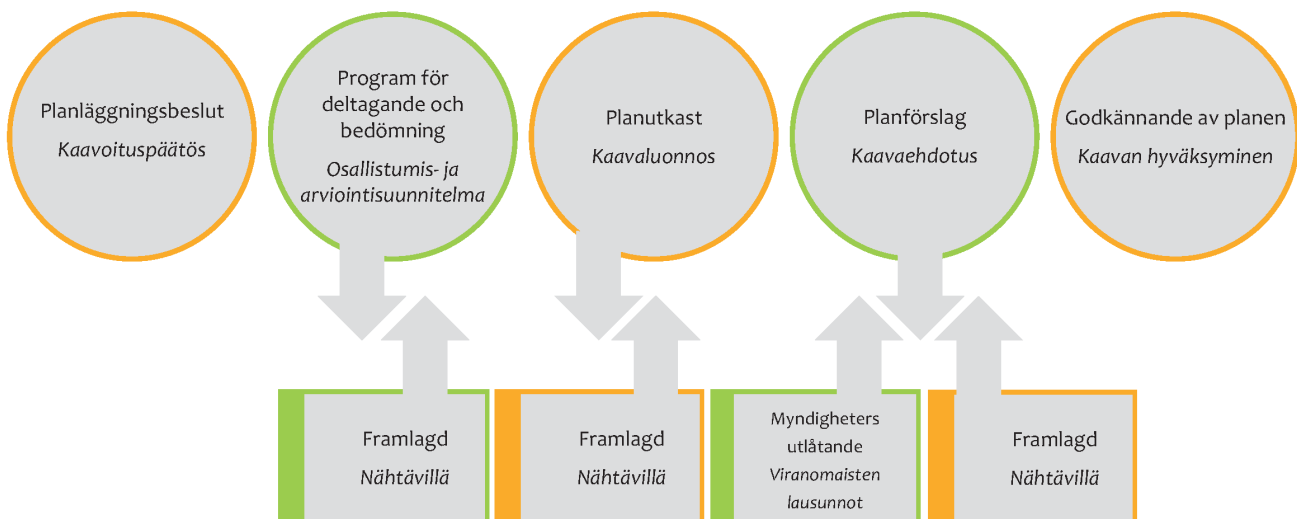 Planläggningsbeslut
Kaavoituspäätös
Program för
deltagande och
bedömning
Osallistumis- ja
arviointisuunnitelma
Planutkast
Kaavaluonnos
Planförslag
Kaavaehdotus
Godkännande av planen
Kaavan hyväksyminen
Framlagd
Nähtävillä
Framlagd
Nähtävillä
Myndigheters
utlåtande
Viranomaisten
lausunnot
Framlagd
Nähtävillä